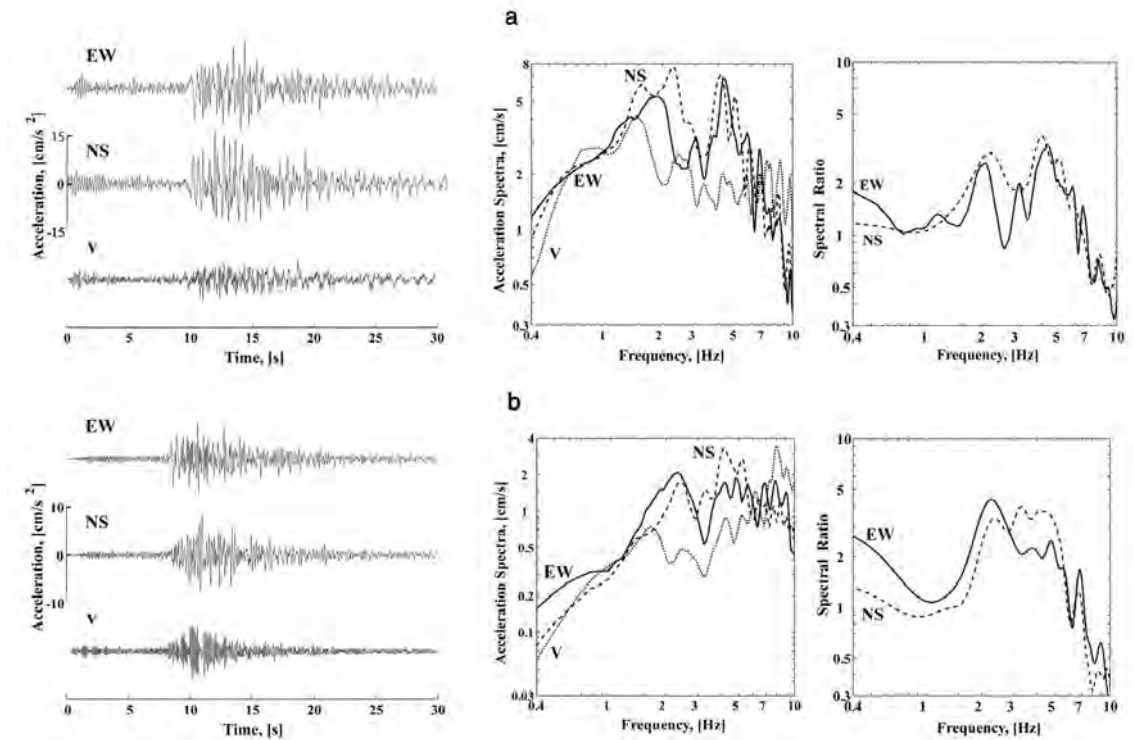 a
EW
NS
V
Acceleration, [cm/s²]
15
0
-15
0 5 10 15 20 25 30
Time, [s]
Acceleration Spectra, [cm/s]
8
5
2
1
0.5
0.3
NS
EW
V
0.4 1 2 3 5 7 10
Frequency, [Hz]
Spectral Ratio
10
5
2
1
0.5
0.3
EW
NS
0.4 1 2 3 5 7 10
Frequency, [Hz]
b
EW
NS
V
Acceleration, [cm/s²]
10
0
-10
0 5 10 15 20 25 30
Time, [s]
Acceleration Spectra, [cm/s]
4
2
1
0.5
0.2
0.1
0.03
NS
EW
V
0.4 1 2 3 5 7 10
Frequency, [Hz]
Spectral Ratio
10
5
2
1
0.5
0.3
EW
NS
0.4 1 2 3 5 7 10
Frequency, [Hz]